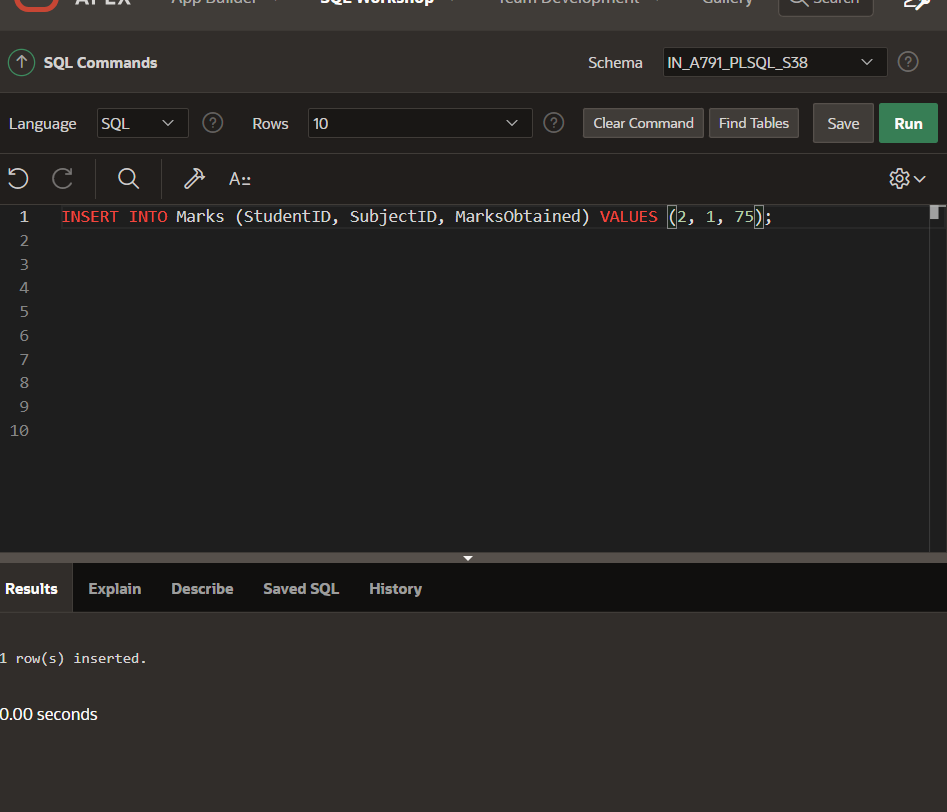 APEX App Builder SQL Workshop Team Development Gallery Search
SQL Commands Schema IN_A791_PLSQL_S38 ?
Language SQL ? Rows 10 ? Clear Command Find Tables Save Run
A::
1 INSERT INTO Marks (StudentID, SubjectID, MarksObtained) VALUES (2, 1, 75);
2
3
4
5
6
7
8
9
10
Results Explain Describe Saved SQL History
1 row(s) inserted.
0.00 seconds